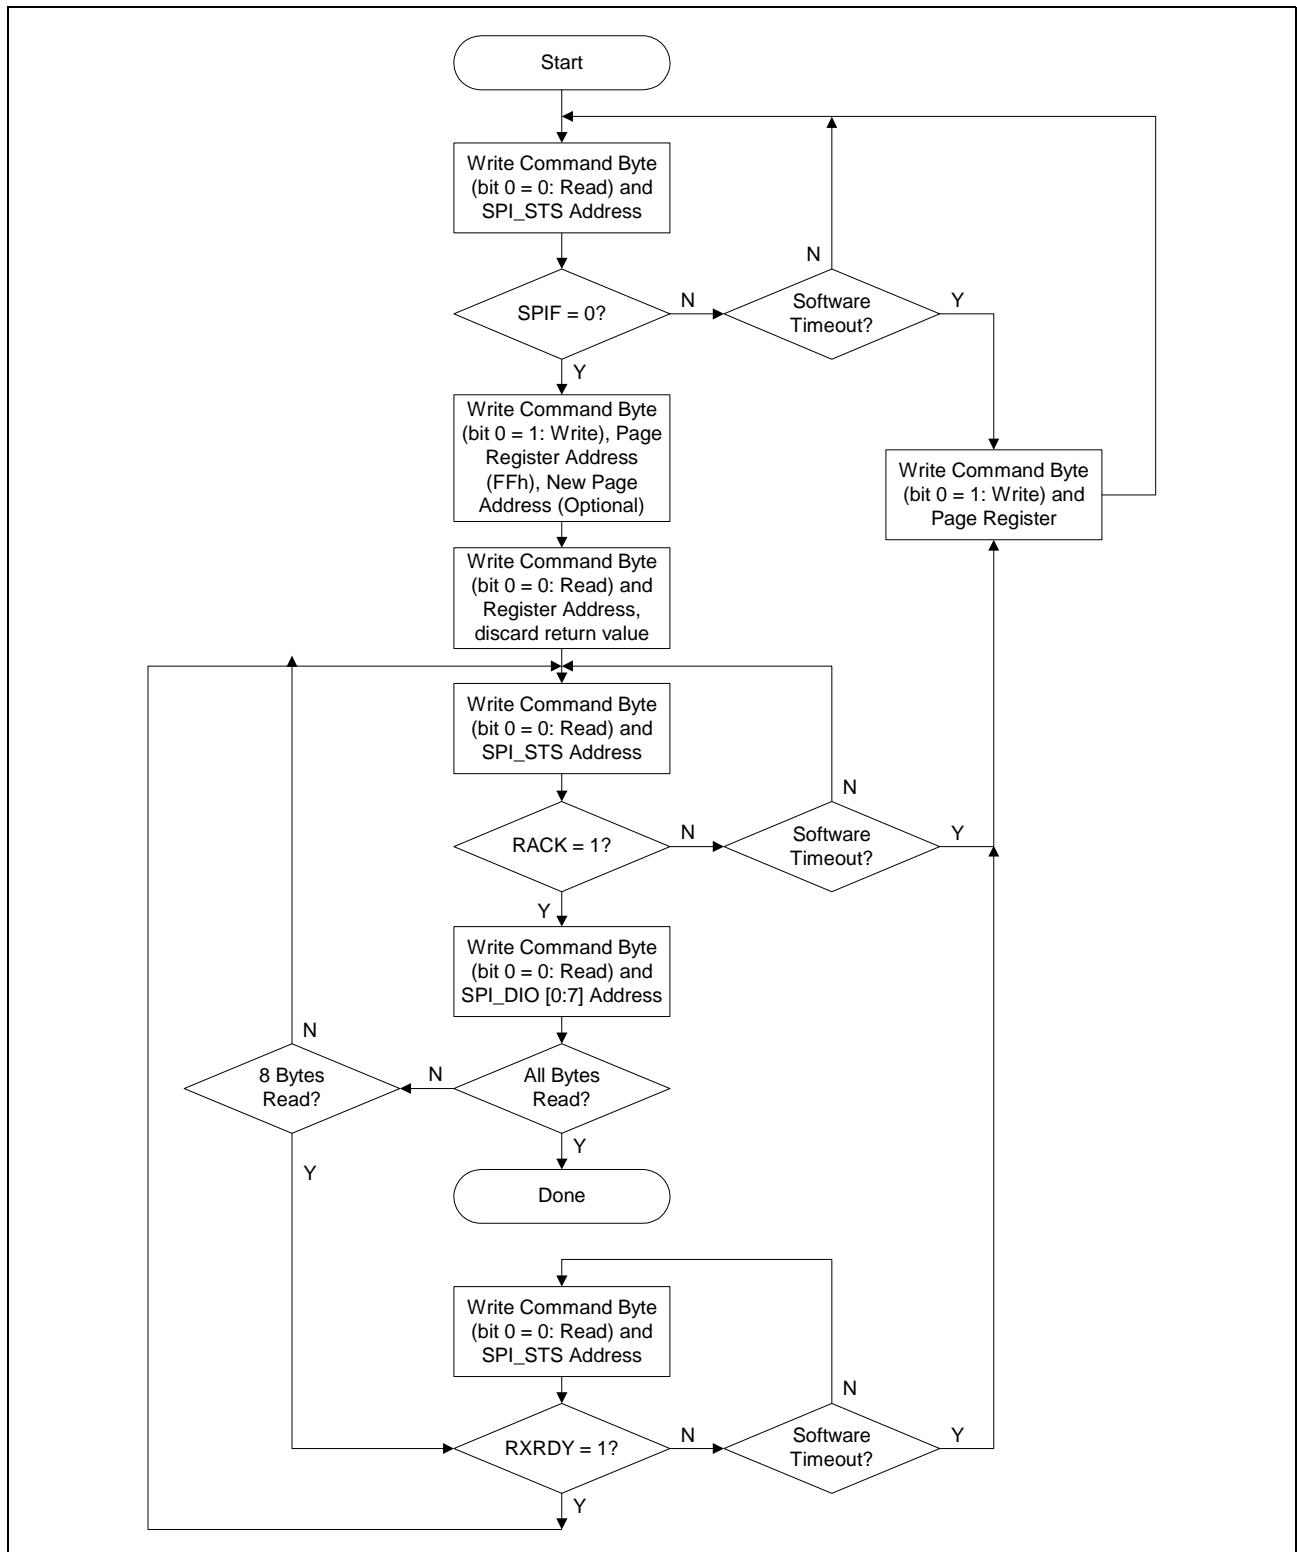 Start
Write Command Byte
(bit 0 = 0: Read) and
SPI_STS Address
N
SPIF = 0?
N
Software
Timeout?
Y
Y
Write Command Byte
(bit 0 = 1: Write), Page
Register Address
(FFh), New Page
Address (Optional)
Write Command Byte
(bit 0 = 1: Write) and
Page Register
Write Command Byte
(bit 0 = 0: Read) and
Register Address,
discard return value
Write Command Byte
(bit 0 = 0: Read) and
SPI_STS Address
N
RACK = 1?
N
Software
Timeout?
Y
Y
Write Command Byte
(bit 0 = 0: Read) and
SPI_DIO [0:7] Address
N
8 Bytes
Read?
N
All Bytes
Read?
Y
Y
Done
Write Command Byte
(bit 0 = 0: Read) and
SPI_STS Address
N
RXRDY = 1?
N
Software
Timeout?
Y
Y